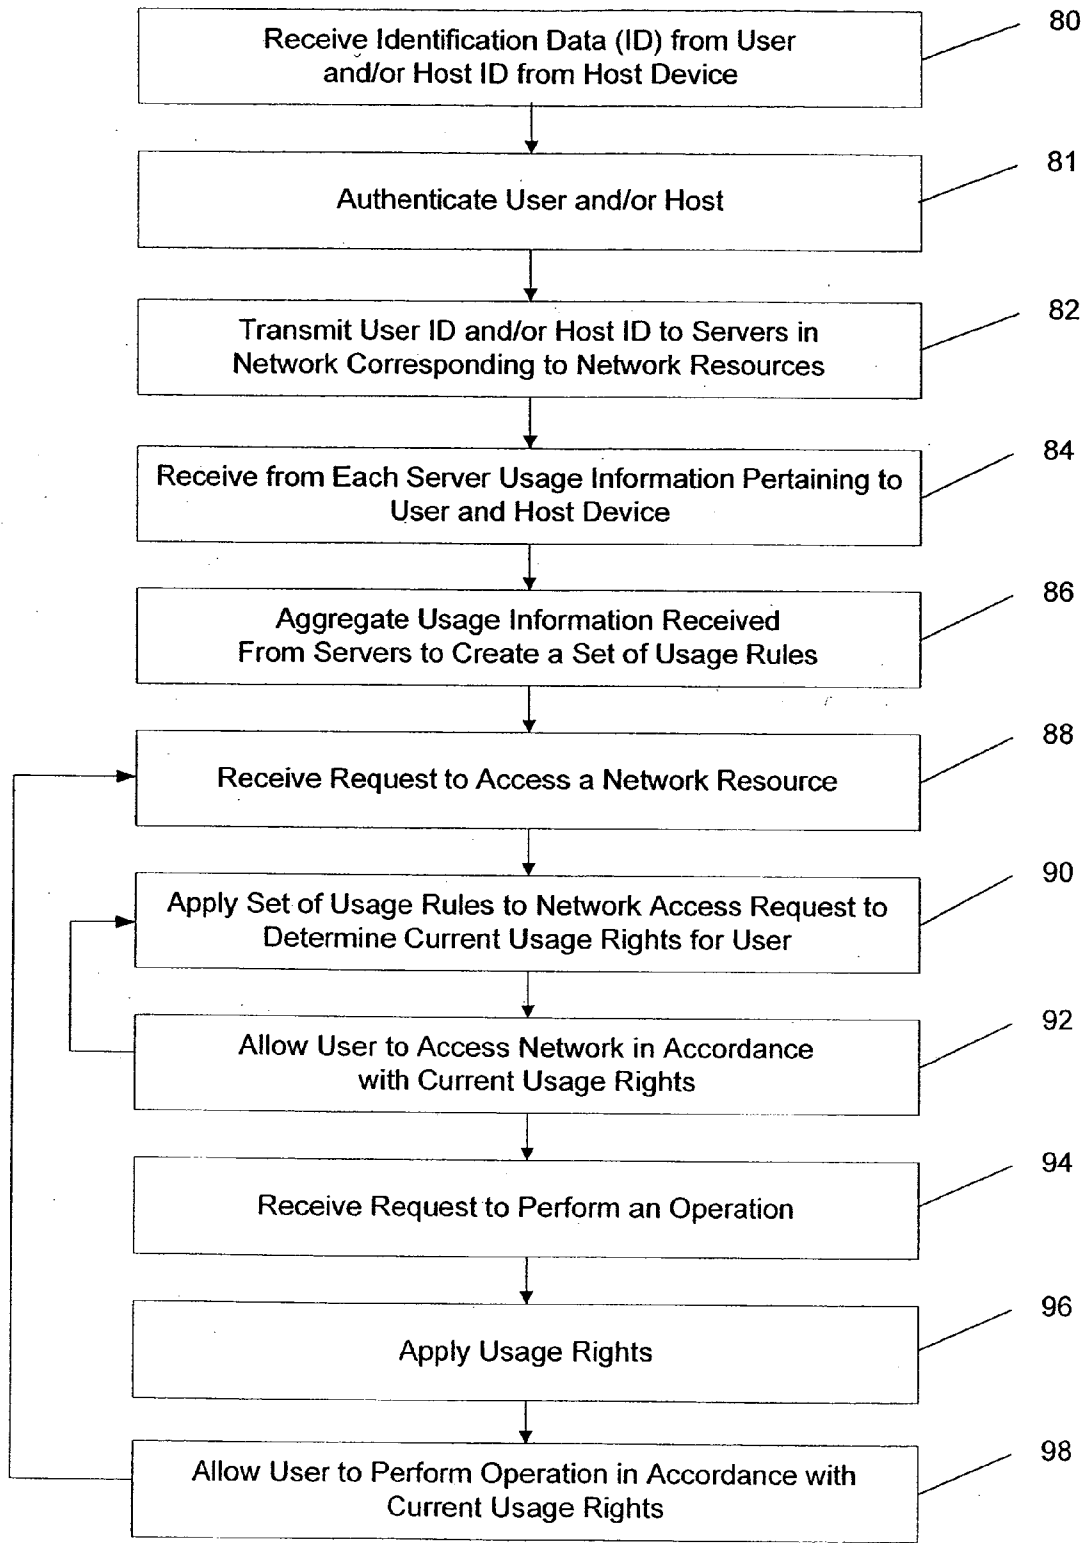 80
Receive Identification Data (ID) from User
and/or Host ID from Host Device
81
Authenticate User and/or Host
82
Transmit User ID and/or Host ID to Servers in
Network Corresponding to Network Resources
84
Receive from Each Server Usage Information Pertaining to
User and Host Device
86
Aggregate Usage Information Received
From Servers to Create a Set of Usage Rules
88
Receive Request to Access a Network Resource
90
Apply Set of Usage Rules to Network Access Request to
Determine Current Usage Rights for User
92
Allow User to Access Network in Accordance
with Current Usage Rights
94
Receive Request to Perform an Operation
96
Apply Usage Rights
98
Allow User to Perform Operation in Accordance with
Current Usage Rights